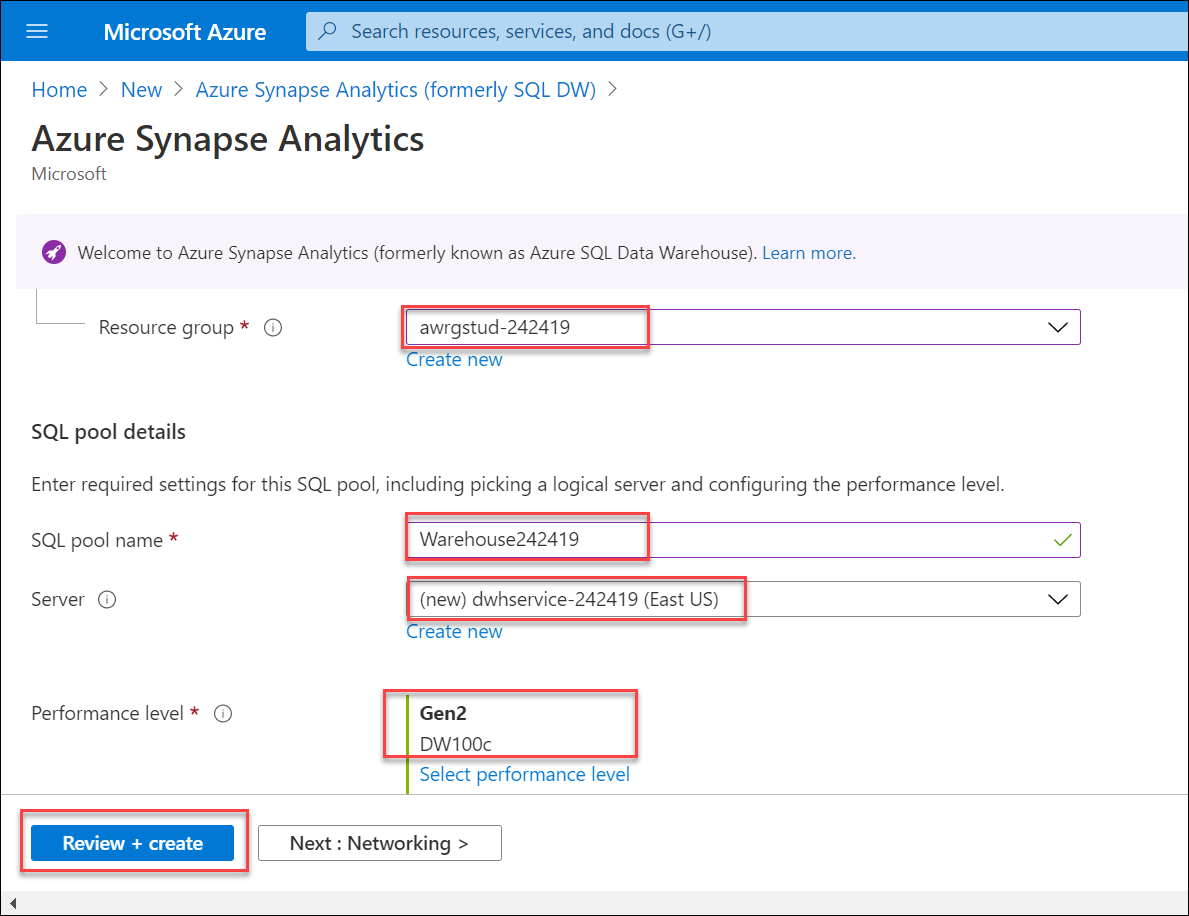 Microsoft Azure
Search resources, services, and docs (G+/)
Home > New > Azure Synapse Analytics (formerly SQL DW) >
Azure Synapse Analytics
Microsoft
Welcome to Azure Synapse Analytics (formerly known as Azure SQL Data Warehouse). Learn more.
Resource group * awrgstud-242419
Create new
SQL pool details
Enter required settings for this SQL pool, including picking a logical server and configuring the performance level.
SQL pool name * Warehouse242419
Server (new) dwhservice-242419 (East US)
Create new
Performance level * Gen2
DW100c
Select performance level
Review + create Next : Networking >